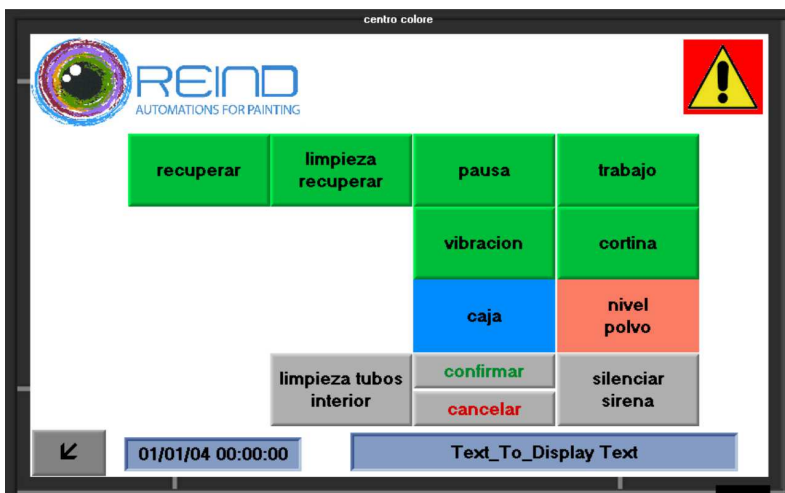 centro colore
REIND
AUTOMATIONS FOR PAINTING
recuperar
limpieza
recuperar
pausa
trabajo
vibracion
cortina
caja
nivel
polvo
limpieza tubos
interior
confirmar
cancelar
silenciar
sirena
01/01/04 00:00:00
Text_To_Display Text